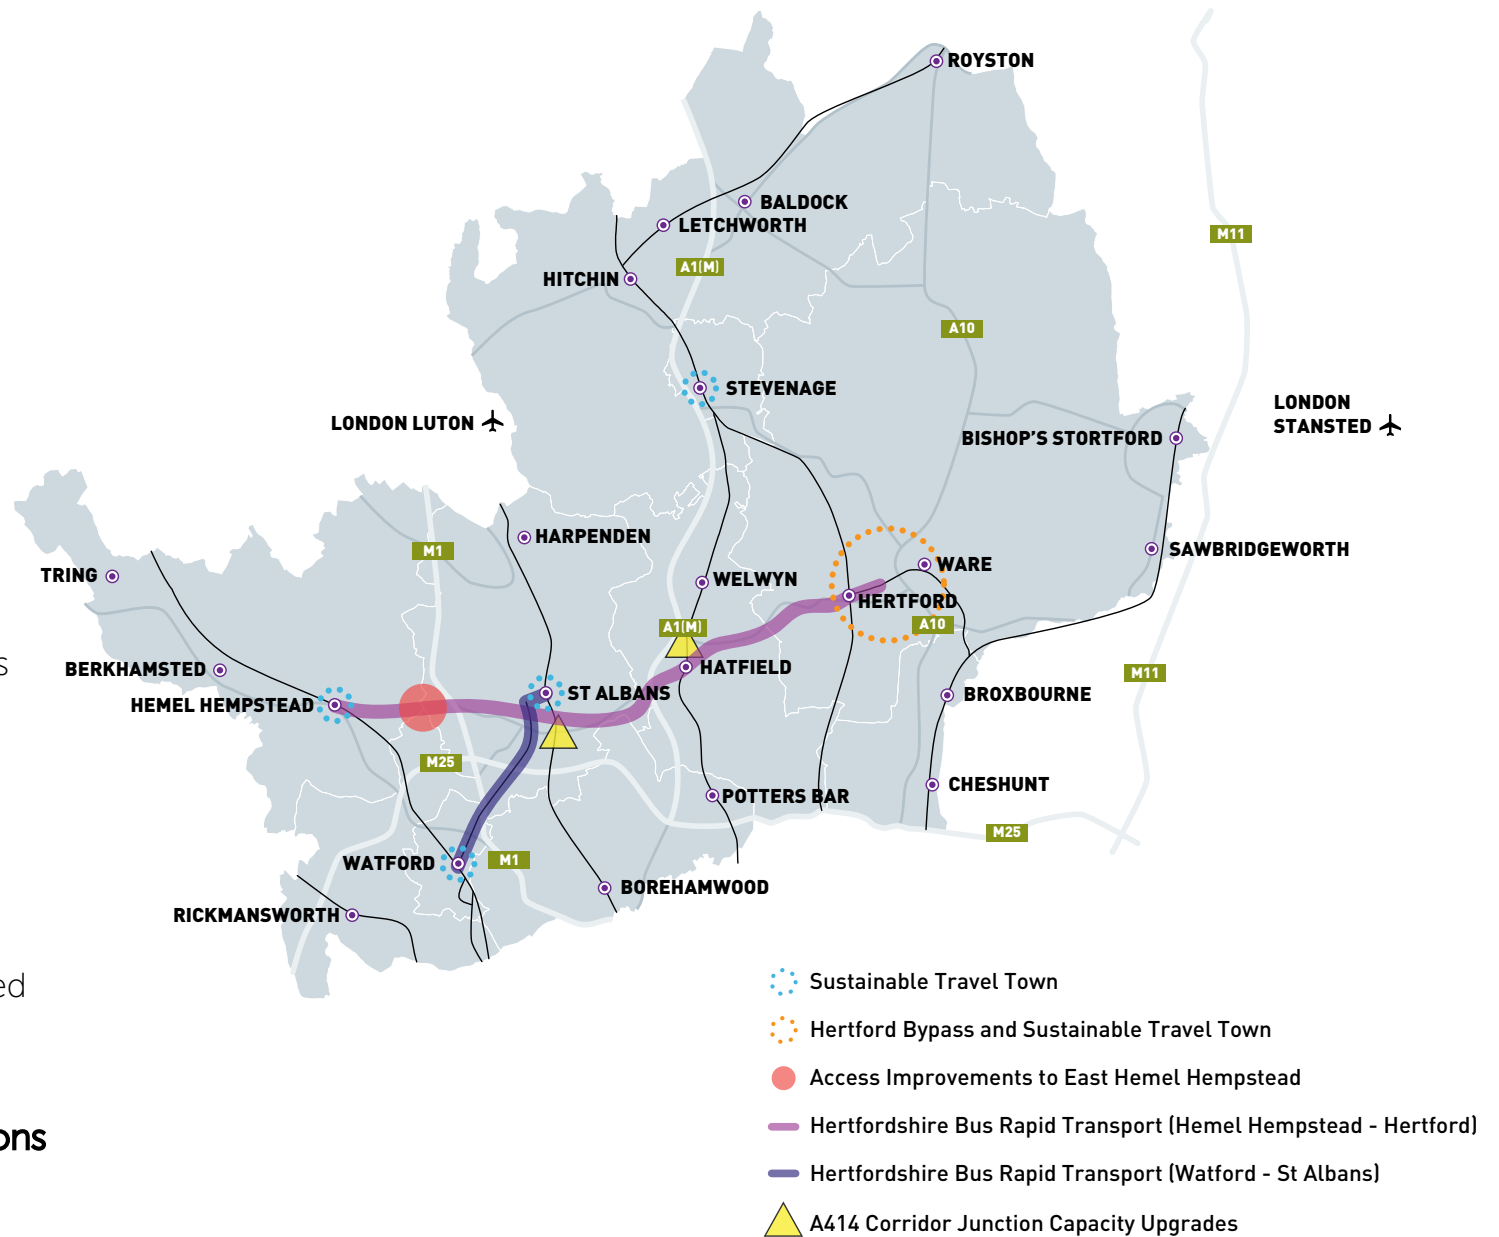 ROYSTON
BALDOCK
LETCHWORTH
M11
A1(M)
HITCHIN
A10
STEVENAGE
LONDON LUTON
LONDON
STANSTED
BISHOP'S STORTFORD
HARPENDEN
M1
SAWBRIDGEWORTH
WARE
TRING
WELWYN
HERTFORD
A10
A1(M)
s
BERKHAMSTED
HATFIELD
M11
ST ALBANS
BROXBOURNE
HEMEL HEMPSTEAD
M25
CHESHUNT
POTTERS BAR
M25
WATFORD
M1
BOREHAMWOOD
RICKMANSWORTH
ed
Sustainable Travel Town
Hertford Bypass and Sustainable Travel Town
Access Improvements to East Hemel Hempstead
ons
Hertfordshire Bus Rapid Transport (Hemel Hempstead - Hertford)
Hertfordshire Bus Rapid Transport (Watford - St Albans)
A414 Corridor Junction Capacity Upgrades